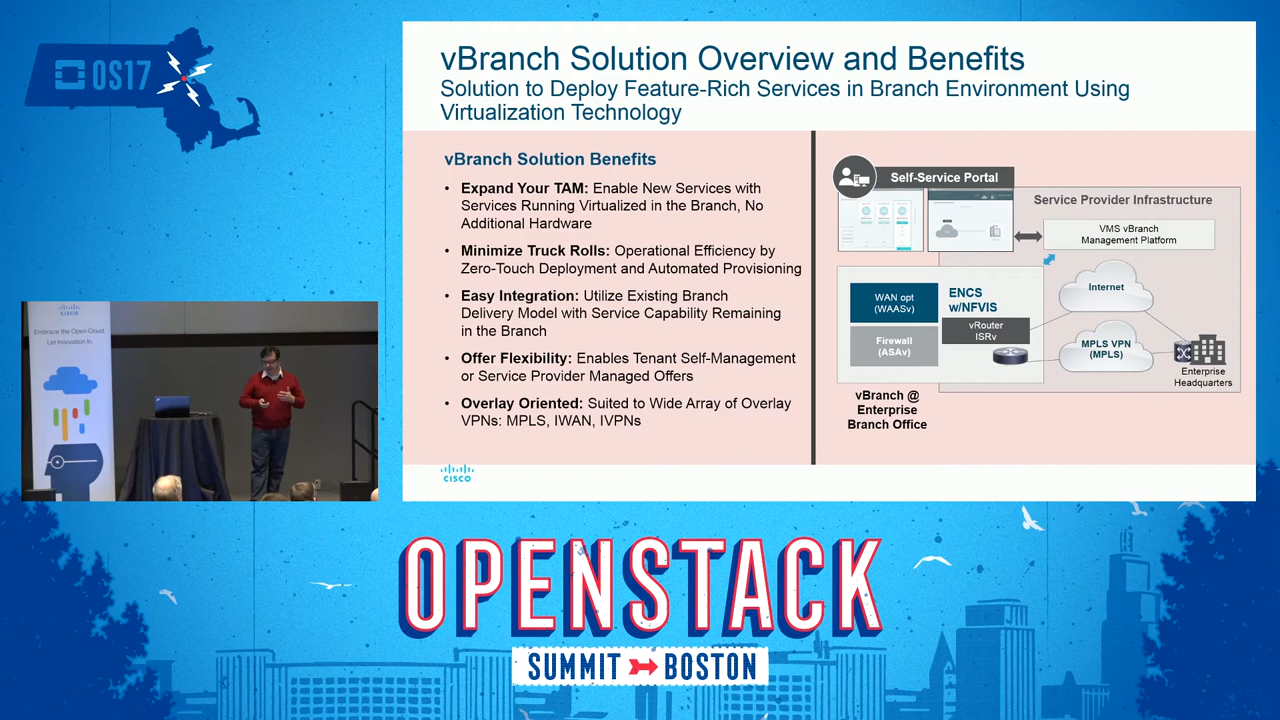 OS17
vBranch Solution Overview and Benefits
Solution to Deploy Feature-Rich Services in Branch Environment Using
Virtualization Technology
vBranch Solution Benefits
• Expand Your TAM: Enable New Services with
Services Running Virtualized in the Branch, No
Additional Hardware
• Minimize Truck Rolls: Operational Efficiency by
Zero-Touch Deployment and Automated Provisioning
• Easy Integration: Utilize Existing Branch
Delivery Model with Service Capability Remaining
in the Branch
• Offer Flexibility: Enables Tenant Self-Management
or Service Provider Managed Offers
• Overlay Oriented: Suited to Wide Array of Overlay
VPNs: MPLS, IWAN, IVPNs
Self-Service Portal
Service Provider Infrastructure
VMS vBranch
Management Platform
WAN opt
(WAASv)
Firewall
(ASAv)
ENCS
w/NFVIS
vRouter
ISRv
Internet
MPLS VPN
(MPLS)
Enterprise
Headquarters
vBranch @
Enterprise
Branch Office
CISCO
CISCO
Embrace the Open Cloud
Let Innovation In.
OPENSTACK
SUMMIT BOSTON